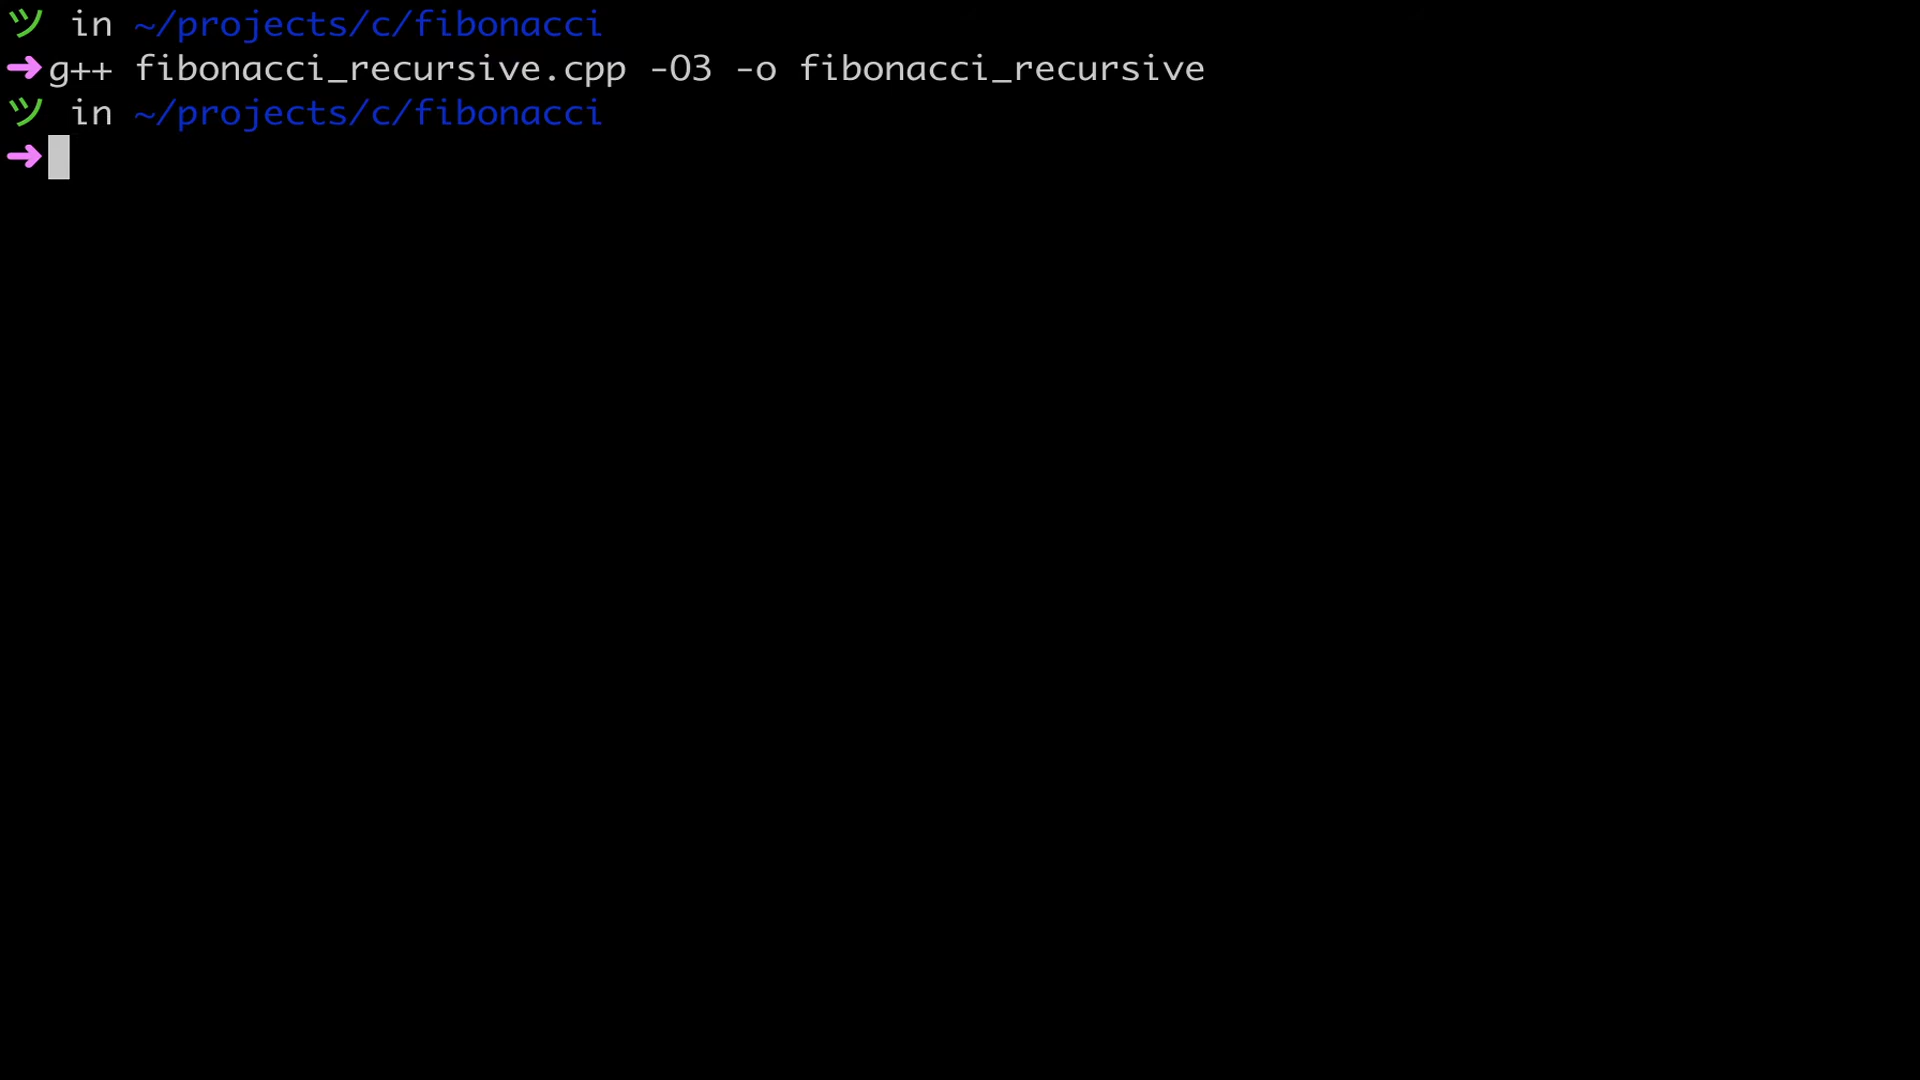 ツ in ~/projects/c/fibonacci
➜ g++ fibonacci_recursive.cpp -O3 -o fibonacci_recursive
ツ in ~/projects/c/fibonacci
➜